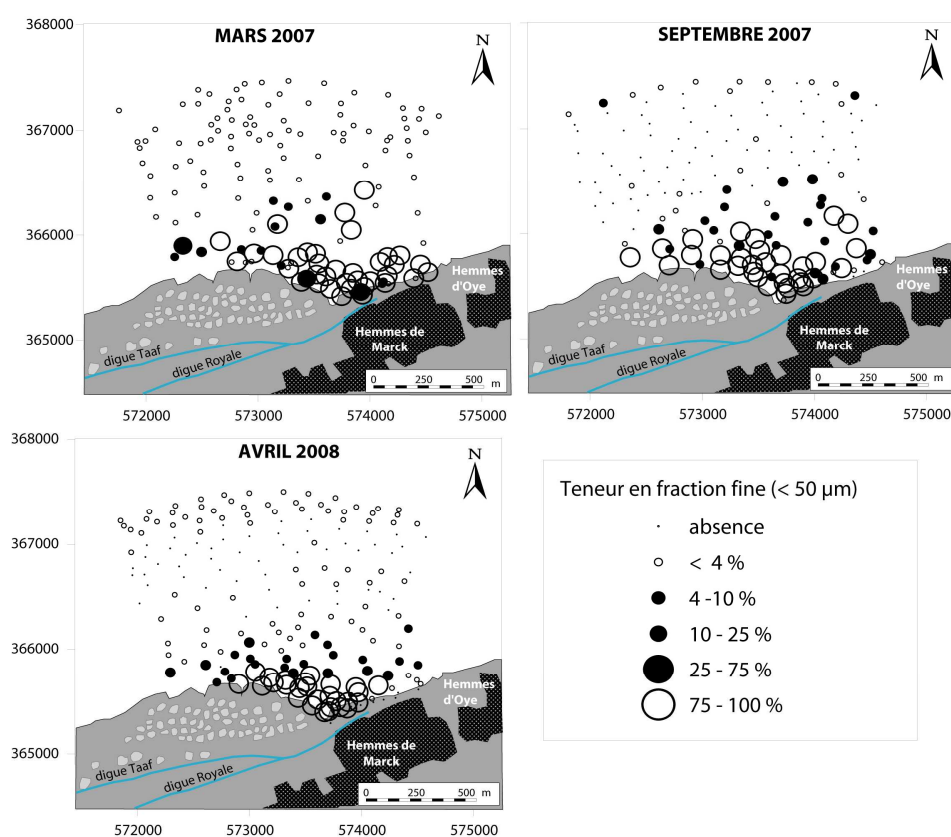 368000
367000
366000
365000
MARS 2007
N
Hemmes
d'Oye
Hemmes de
Marck
digue Taaf
digue Royale
0 250 500 m
572000 573000 574000 575000
SEPTEMBRE 2007
N
Hemmes
d'Oye
Hemmes de
Marck
digue Taaf
digue Royale
0 250 500 m
572000 573000 574000 575000
368000
367000
366000
365000
AVRIL 2008
N
Hemmes
d'Oye
Hemmes de
Marck
digue Taaf
digue Royale
0 250 500 m
572000 573000 574000 575000
Teneur en fraction fine (< 50 µm)
absence
< 4 %
4 -10 %
10 - 25 %
25 - 75 %
75 - 100 %